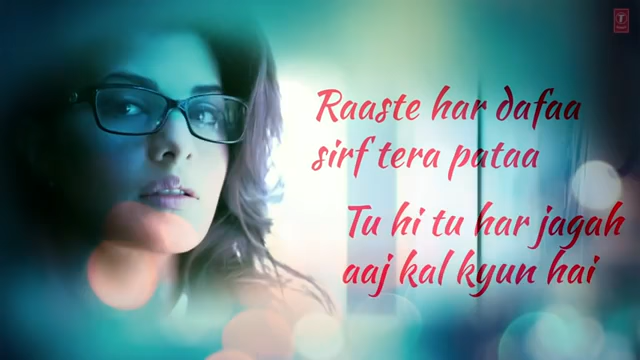 Raaste har dafaa
sirf tera pataa
Tu hi tu har jagah
aaj kal kyun hai